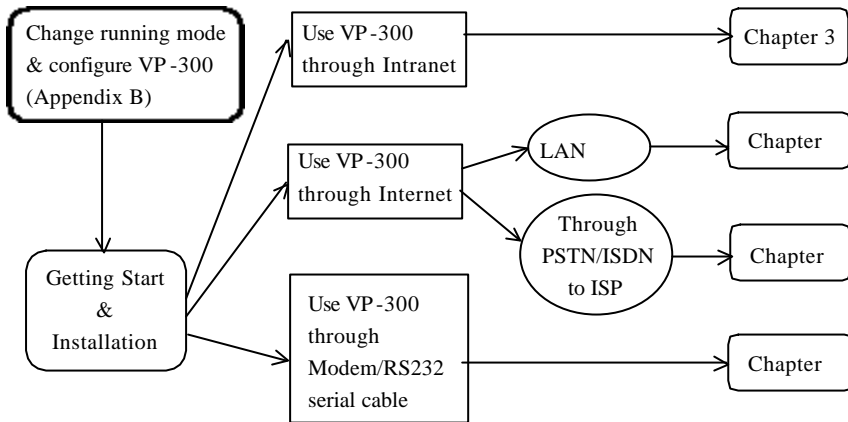 Change running mode
& configure VP-300
(Appendix B)
Use VP-300
through Intranet
Chapter 3
Use VP-300
through Internet
LAN
Chapter
Through
PSTN/ISDN
to ISP
Chapter
Getting Start
&
Installation
Use VP-300
through
Modem/RS232
serial cable
Chapter